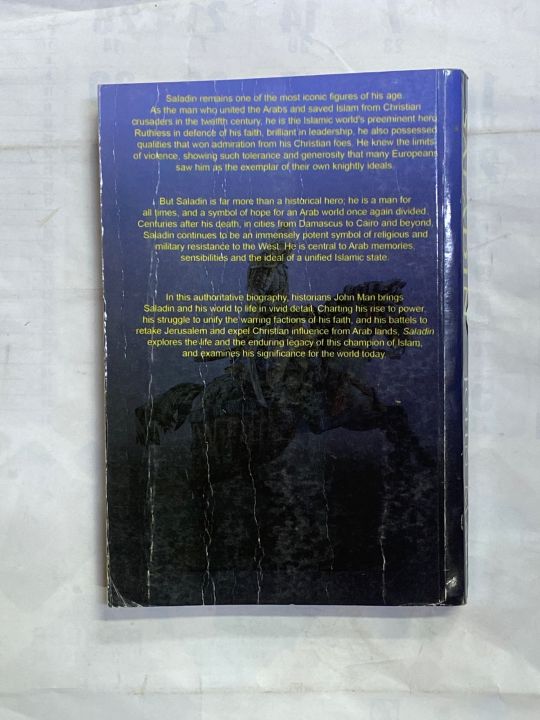 Saladin remains one of the most iconic figures of his age.
As the man who united the Arabs and saved Islam from Christian
crusaders in the twelfth century, he is the Islamic world's preeminent hero.
Ruthless in defence of his faith, brilliant in leadership, he also possessed
qualities that won admiration from his Christian foes. He knew the limits
of violence, showing such tolerance and generosity that many Europeans
saw him as the exemplar of their own knightly ideals.
But Saladin is far more than a historical hero; he is a man for
all times, and a symbol of hope for an Arab world once again divided.
Centuries after his death, in cities from Damascus to Cairo and beyond,
Saladin continues to be an immensely potent symbol of religious and
military resistance to the West. He is central to Arab memories,
sensibilities and the ideal of a unified Islamic state.
In this authoritative biography, historians John Man brings
Saladin and his world to life in vivid detail. Charting his rise to power,
his struggle to unify the warring factions of his faith, and his battels to
retake Jerusalem and expel Christian influence from Arab lands, Saladin
explores the life and the enduring legacy of this champion of Islam,
and examines his significance for the world today